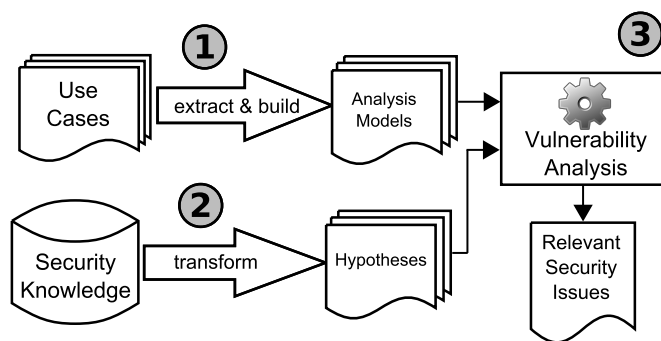 1
3
Use
Cases
extract & build
Analysis
Models
Vulnerability
Analysis
2
Security
Knowledge
transform
Hypotheses
Relevant
Security
Issues